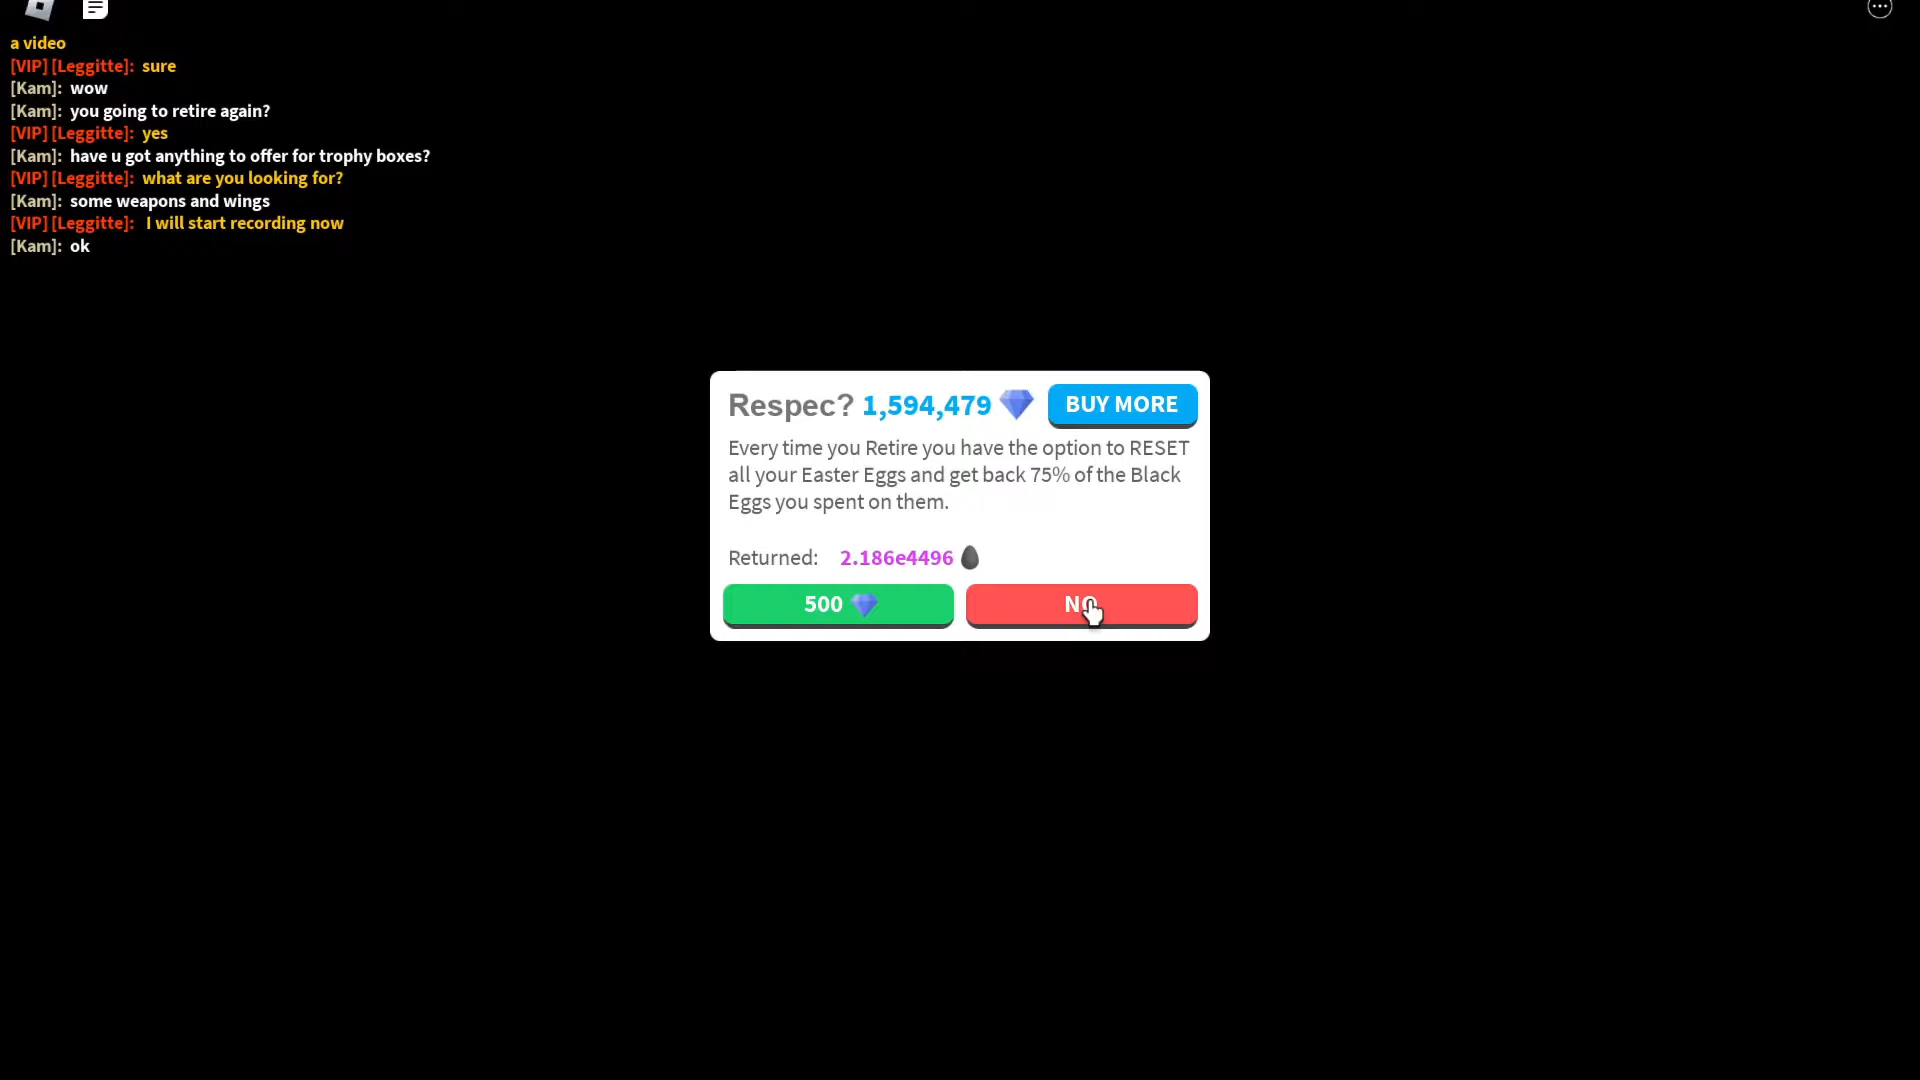 a video
[VIP] [Leggitte]: sure
[Kam]: wow
[Kam]: you going to retire again?
[VIP] [Leggitte]: yes
[Kam]: have u got anything to offer for trophy boxes?
[VIP] [Leggitte]: what are you looking for?
[Kam]: some weapons and wings
[VIP] [Leggitte]: I will start recording now
[Kam]: ok
Respec? 1,594,479 BUY MORE
Every time you Retire you have the option to RESET
all your Easter Eggs and get back 75% of the Black
Eggs you spent on them.
Returned: 2.186e4496
500 NO